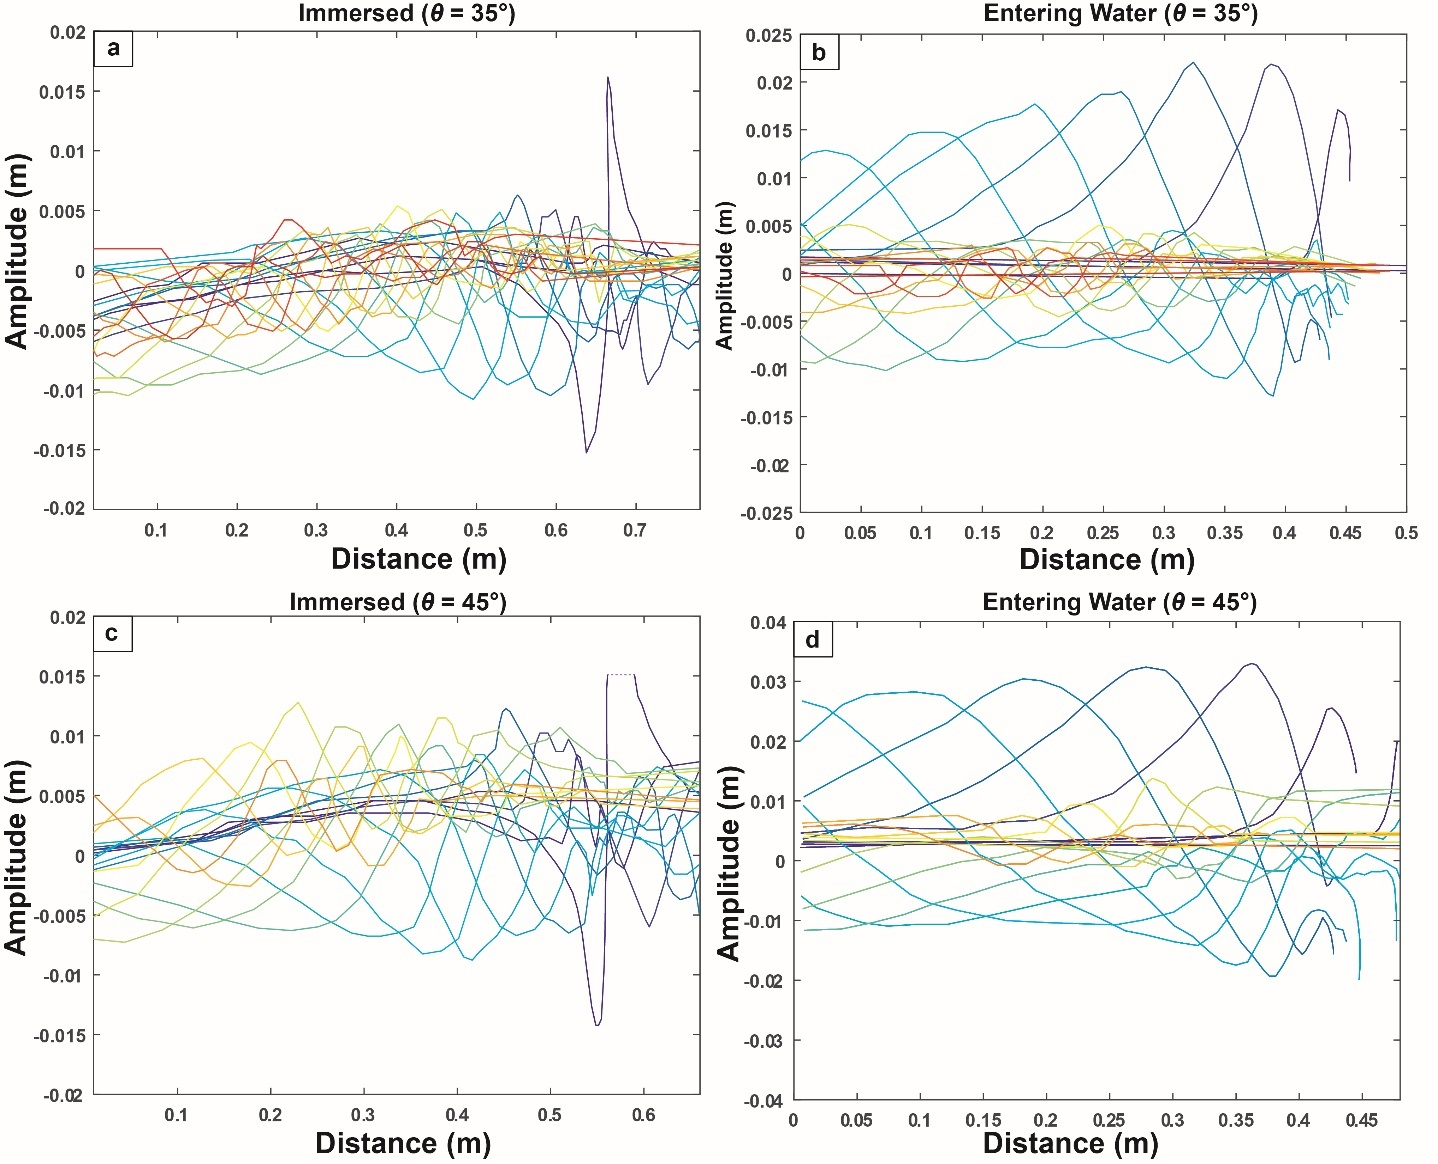 Immersed (θ = 35°)
a
0.02
0.015
0.01
0.005
0
-0.005
-0.01
-0.015
-0.02
Amplitude (m)
0.1 0.2 0.3 0.4 0.5 0.6 0.7
Distance (m)
Entering Water (θ = 35°)
b
0.025
0.02
0.015
0.01
0.005
0
-0.005
-0.01
-0.015
-0.02
-0.025
Amplitude (m)
0 0.05 0.1 0.15 0.2 0.25 0.3 0.35 0.4 0.45 0.5
Distance (m)
Immersed (θ = 45°)
c
0.02
0.015
0.01
0.005
0
-0.005
-0.01
-0.015
-0.02
Amplitude (m)
0.1 0.2 0.3 0.4 0.5 0.6
Distance (m)
Entering Water (θ = 45°)
d
0.04
0.03
0.02
0.01
0
-0.01
-0.02
-0.03
-0.04
Amplitude (m)
0 0.05 0.1 0.15 0.2 0.25 0.3 0.35 0.4 0.45
Distance (m)